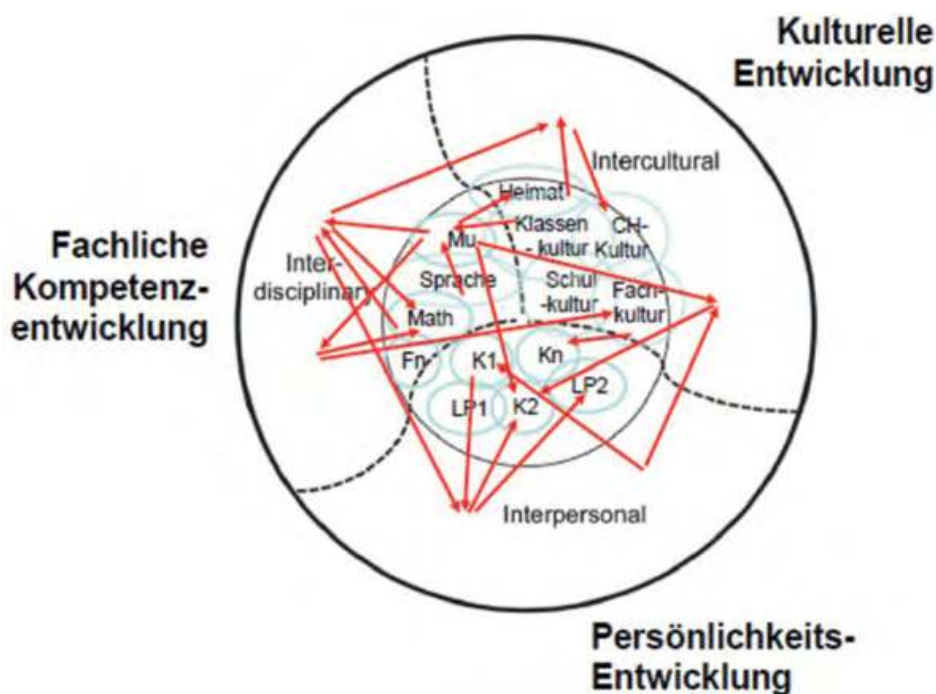 Kulturelle
Entwicklung
Intercultural
Heimat
Klassen
- kultur
CH-
Kultur
Mu
Fachliche
Kompetenz-
entwicklung
Inter-
disciplinary
Sprache
Schul
-kultur
Fach-
kultur
Math
Fn
K1
Kn
LP1
K2
LP2
Interpersonal
Persönlichkeits-
Entwicklung